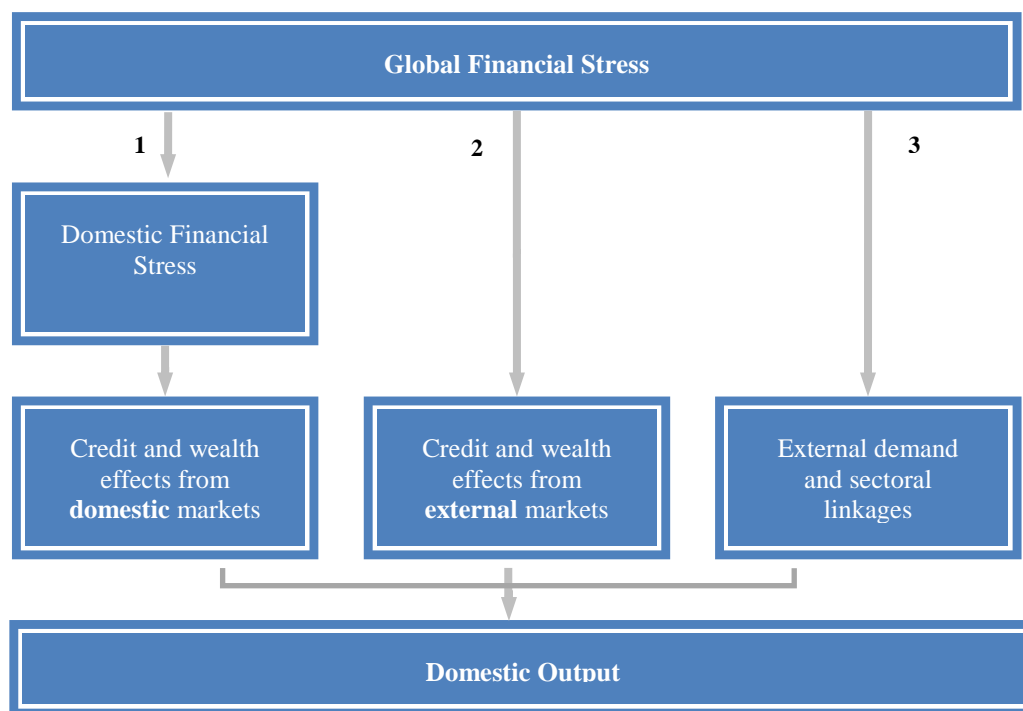 Global Financial Stress
1
2
3
Domestic Financial
Stress
Credit and wealth
effects from
domestic markets
Credit and wealth
effects from
external markets
External demand
and sectoral
linkages
Domestic Output